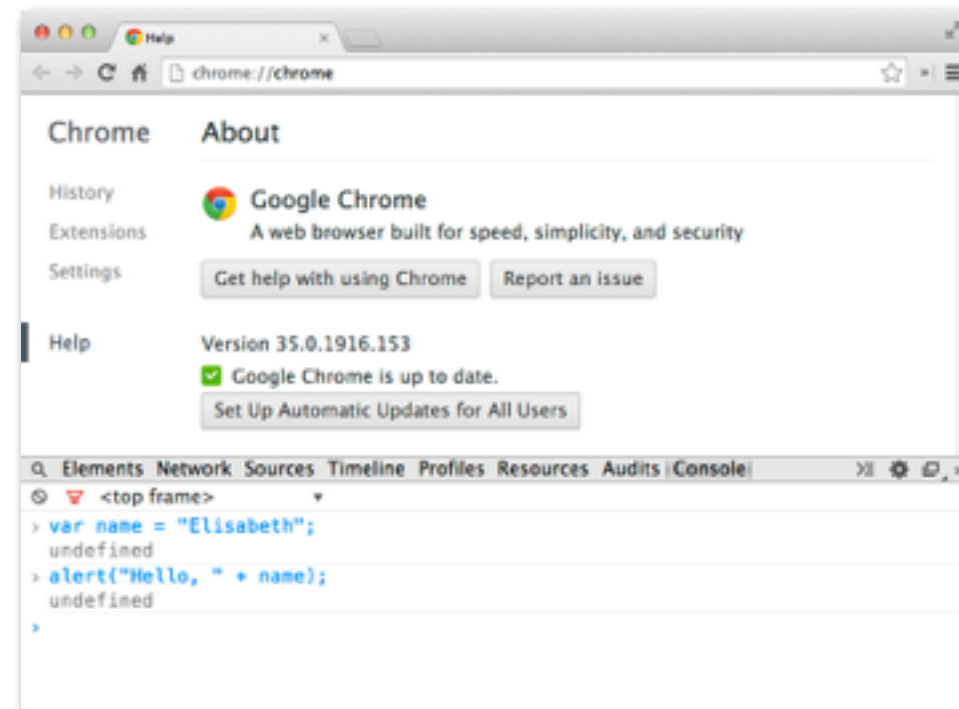 Help
chrome://chrome
Chrome
About
History
Extensions
Settings
Google Chrome
A web browser built for speed, simplicity, and security
Get help with using Chrome Report an issue
Help
Version 35.0.1916.153
Google Chrome is up to date.
Set Up Automatic Updates for All Users
Elements Network Sources Timeline Profiles Resources Audits Console
<top frame>
> var name = "Elisabeth";
undefined
> alert("Hello, " + name);
undefined
>